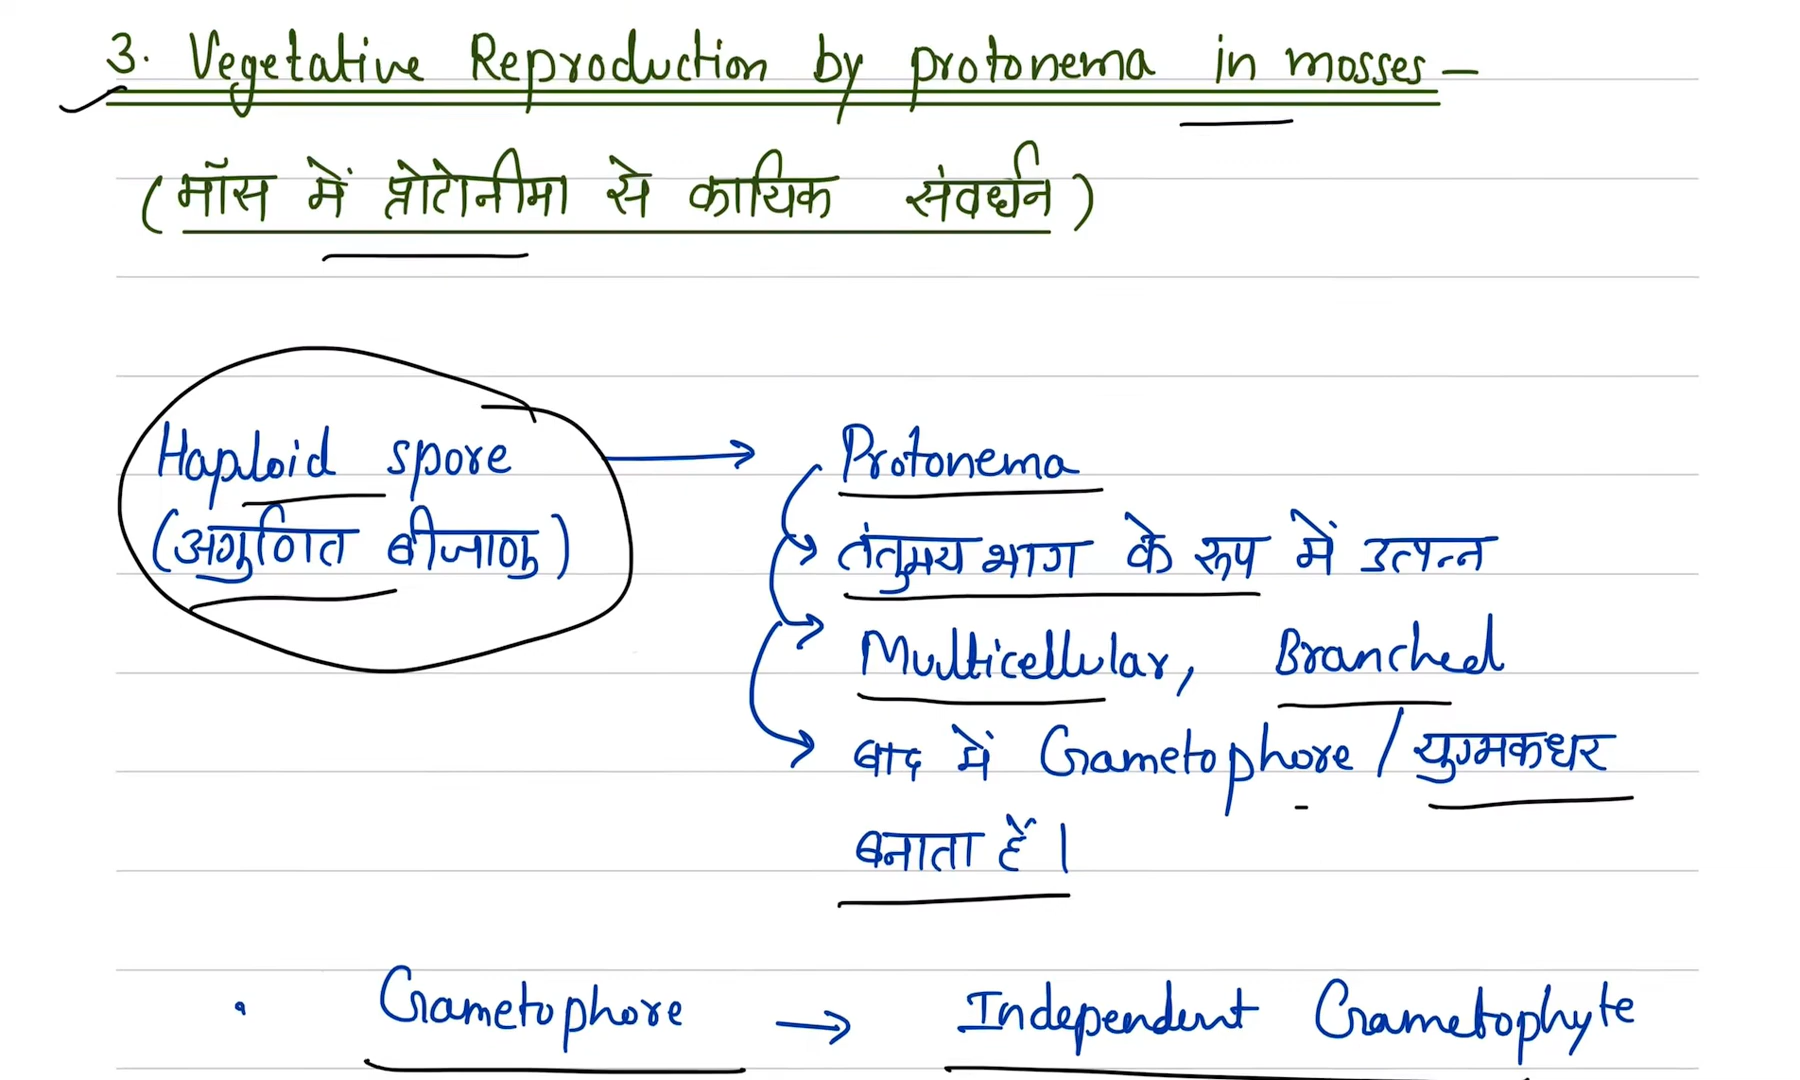 3. Vegetative Reproduction by protonema in mosses –
(मॉस में प्रोटोनीमा से कायिक संवर्धन)
Haploid spore → Protonema
(अगुणित बीजाणु) तंतुमय भाग के रूप में उत्पन्न
Multicellular, Branched
बाद में Gametophore / युग्मकधर
बनाता हैं।
• Gametophore → Independent Gametophyte